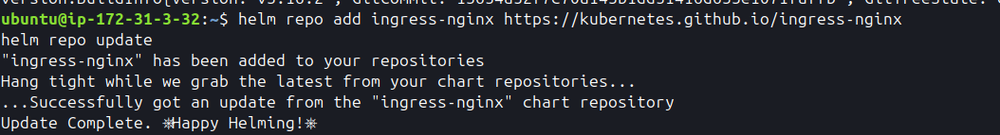 ubuntu@ip-172-31-3-32:~$ helm repo add ingress-nginx https://kubernetes.github.io/ingress-nginx
helm repo update
"ingress-nginx" has been added to your repositories
Hang tight while we grab the latest from your chart repositories...
...Successfully got an update from the "ingress-nginx" chart repository
Update Complete. ⎈Happy Helming!⎈